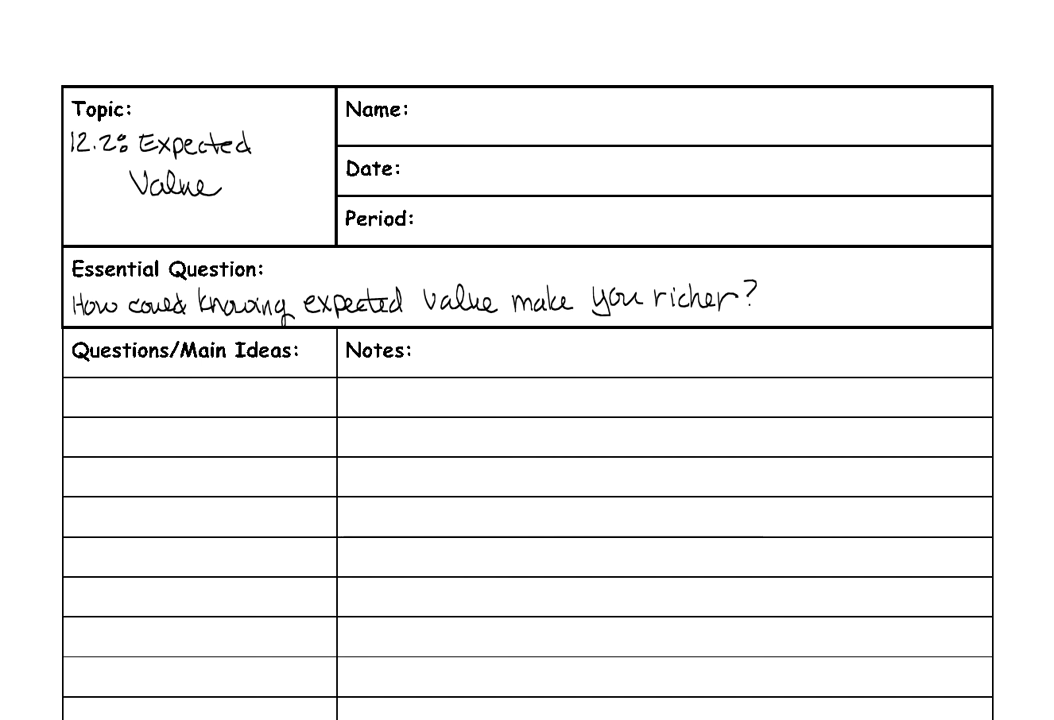 Topic:
12.2: Expected
Value
Name:
Date:
Period:
Essential Question:
How could knowing expected value make you richer?
Questions/Main Ideas:
Notes: